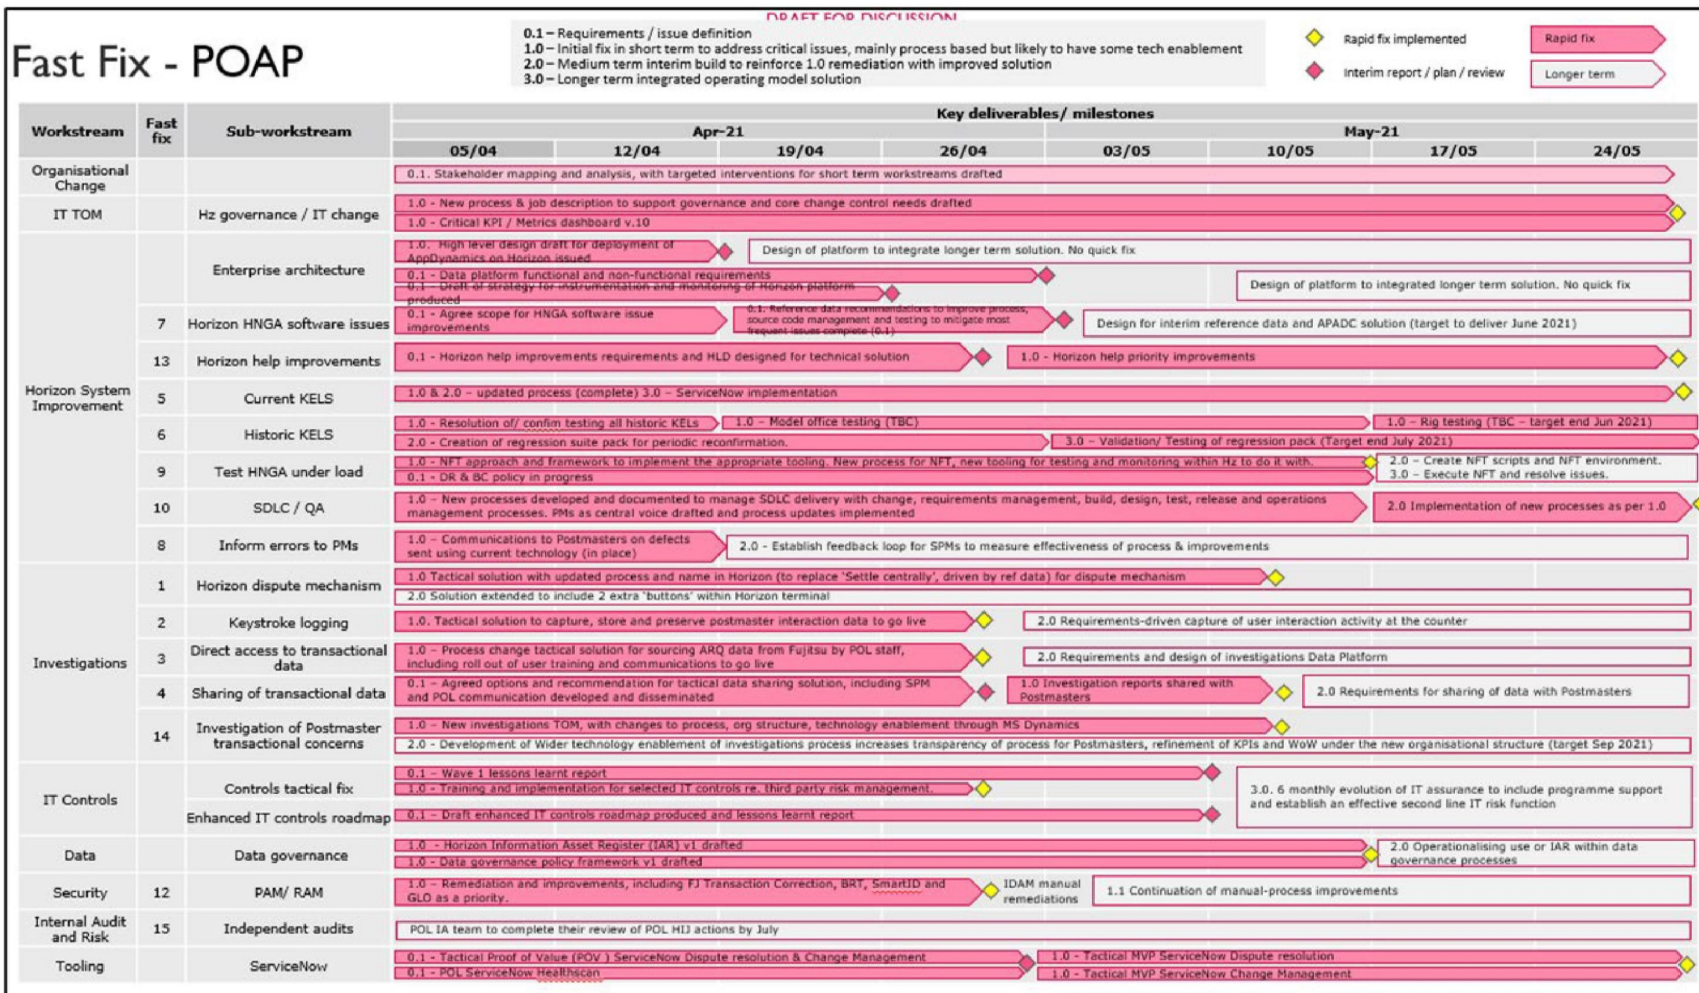 DRAFT FOR DISCUSSION
Fast Fix - POAP
0.1 – Requirements / issue definition
1.0 – Initial fix in short term to address critical issues, mainly process based but likely to have some tech enablement
2.0 – Medium term interim build to reinforce 1.0 remediation with improved solution
3.0 – Longer term integrated operating model solution
Rapid fix implemented
Rapid fix
Interim report / plan / review
Longer term
Workstream
Fast
fix
Sub-workstream
Key deliverables/ milestones
Apr-21
May-21
05/04
12/04
19/04
26/04
03/05
10/05
17/05
24/05
Organisational
Change
0.1. Stakeholder mapping and analysis, with targeted interventions for short term workstreams drafted
IT TOM
Hz governance / IT change
1.0 - New process & job description to support governance and core change control needs drafted
1.0 - Critical KPI / Metrics dashboard v.10
Horizon System
Improvement
Enterprise architecture
1.0. High level design draft for deployment of
AppDynamics on Horizon issued
Design of platform to integrate longer term solution. No quick fix
0.1 - Data platform functional and non-functional requirements
0.1 - Draft of strategy for instrumentation and monitoring of Horizon platform
produced
Design of platform to integrated longer term solution. No quick fix
7
Horizon HNGA software issues
0.1 - Agree scope for HNGA software issue
improvements
0.1. Reference data recommendations to improve process,
source code management and testing to mitigate most
frequent issues complete (0.1)
Design for interim reference data and APADC solution (target to deliver June 2021)
13
Horizon help improvements
0.1 - Horizon help improvements requirements and HLD designed for technical solution
1.0 - Horizon help priority improvements
5
Current KELS
1.0 & 2.0 – updated process (complete) 3.0 – ServiceNow implementation
6
Historic KELS
1.0 - Resolution of/ confim testing all historic KELs
1.0 – Model office testing (TBC)
1.0 – Rig testing (TBC – target end Jun 2021)
2.0 - Creation of regression suite pack for periodic reconfirmation.
3.0 – Validation/ Testing of regression pack (Target end July 2021)
9
Test HNGA under load
1.0 - NFT approach and framework to implement the appropriate tooling. New process for NFT, new tooling for testing and monitoring within Hz to do it with.
0.1 - DR & BC policy in progress
2.0 – Create NFT scripts and NFT environment.
3.0 – Execute NFT and resolve issues.
10
SDLC / QA
1.0 – New processes developed and documented to manage SDLC delivery with change, requirements management, build, design, test, release and operations
management processes. PMs as central voice drafted and process updates implemented
2.0 Implementation of new processes as per 1.0
8
Inform errors to PMs
1.0 – Communications to Postmasters on defects
sent using current technology (in place)
2.0 - Establish feedback loop for SPMs to measure effectiveness of process & improvements
Investigations
1
Horizon dispute mechanism
1.0 Tactical solution with updated process and name in Horizon (to replace 'Settle centrally', driven by ref data) for dispute mechanism
2.0 Solution extended to include 2 extra 'buttons' within Horizon terminal
2
Keystroke logging
1.0. Tactical solution to capture, store and preserve postmaster interaction data to go live
2.0 Requirements-driven capture of user interaction activity at the counter
3
Direct access to transactional
data
1.0 – Process change tactical solution for sourcing ARQ data from Fujitsu by POL staff,
including roll out of user training and communications to go live
2.0 Requirements and design of investigations Data Platform
4
Sharing of transactional data
0.1 – Agreed options and recommendation for tactical data sharing solution, including SPM
and POL communication developed and disseminated
1.0 Investigation reports shared with
Postmasters
2.0 Requirements for sharing of data with Postmasters
14
Investigation of Postmaster
transactional concerns
1.0 – New investigations TOM, with changes to process, org structure, technology enablement through MS Dynamics
2.0 - Development of Wider technology enablement of investigations process increases transparency of process for Postmasters, refinement of KPIs and WoW under the new organisational structure (target Sep 2021)
IT Controls
Controls tactical fix
0.1 – Wave 1 lessons learnt report
1.0 – Training and implementation for selected IT controls re. third party risk management.
3.0. 6 monthly evolution of IT assurance to include programme support
and establish an effective second line IT risk function
Enhanced IT controls roadmap
0.1 – Draft enhanced IT controls roadmap produced and lessons learnt report
Data
Data governance
1.0 - Horizon Information Asset Register (IAR) v1 drafted
1.0 - Data governance policy framework v1 drafted
2.0 Operationalising use or IAR within data
governance processes
Security
12
PAM/ RAM
1.0 – Remediation and improvements, including FJ Transaction Correction, BRT, SmartID and
GLO as a priority.
IDAM manual
remediations
1.1 Continuation of manual-process improvements
Internal Audit
and Risk
15
Independent audits
POL IA team to complete their review of POL HIJ actions by July
Tooling
ServiceNow
0.1 - Tactical Proof of Value (POV ) ServiceNow Dispute resolution & Change Management
0.1 - POL ServiceNow Healthscan
1.0 - Tactical MVP ServiceNow Dispute resolution
1.0 - Tactical MVP ServiceNow Change Management